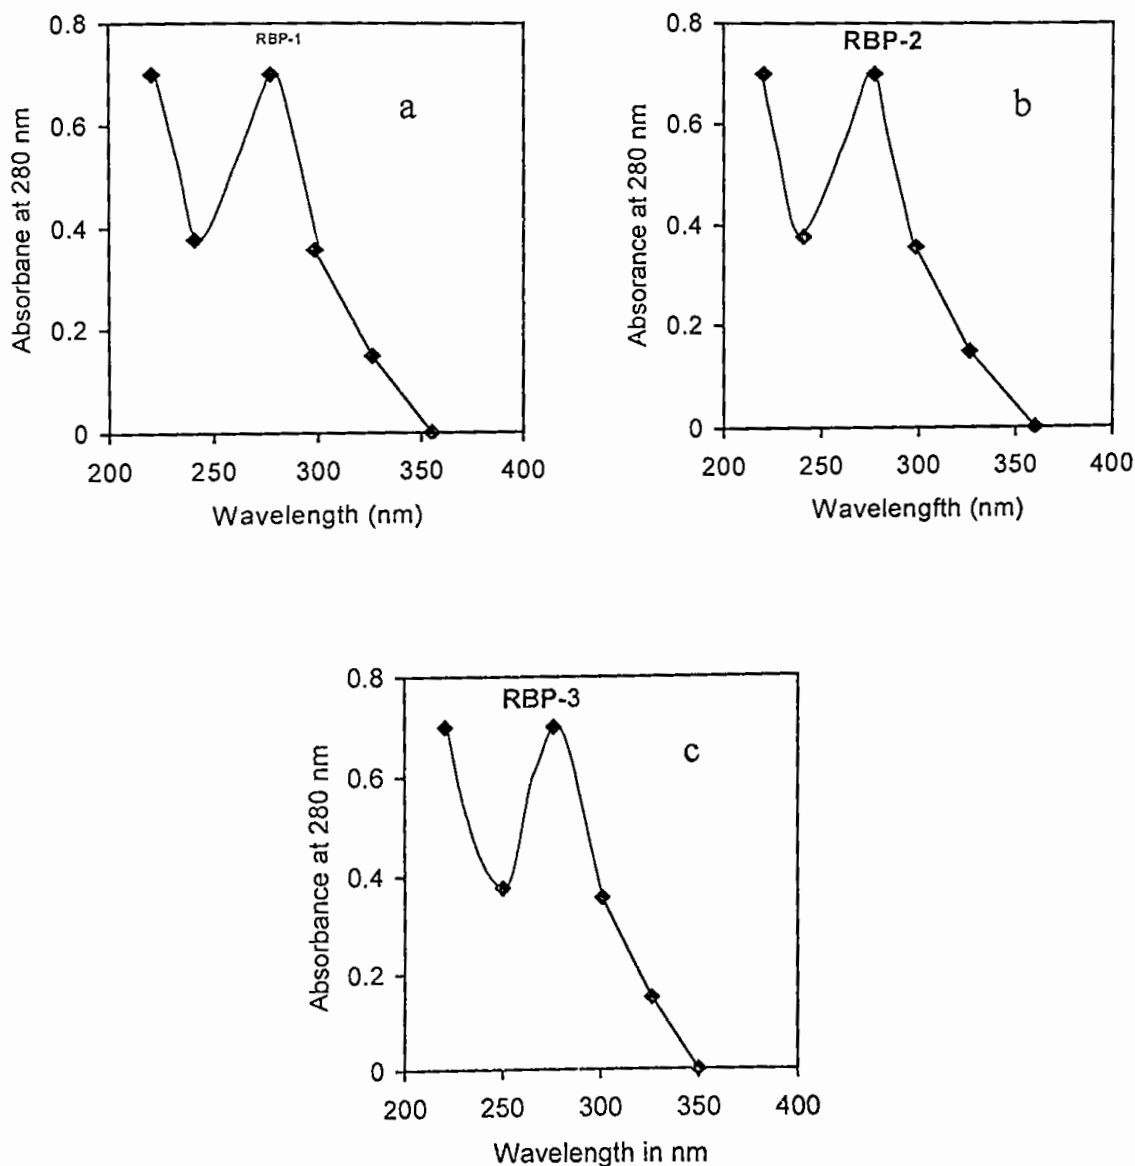 0.8
RBP-1
a
0.6
0.4
0.2
0
200 250 300 350 400
Absorbane at 280 nm
Wavelength (nm)
0.8
RBP-2
b
0.6
0.4
0.2
0
200 250 300 350 400
Absorance at 280 nm
Wavelengfth (nm)
0.8
RBP-3
c
0.6
0.4
0.2
0
200 250 300 350 400
Absorbance at 280 nm
Wavelength in nm